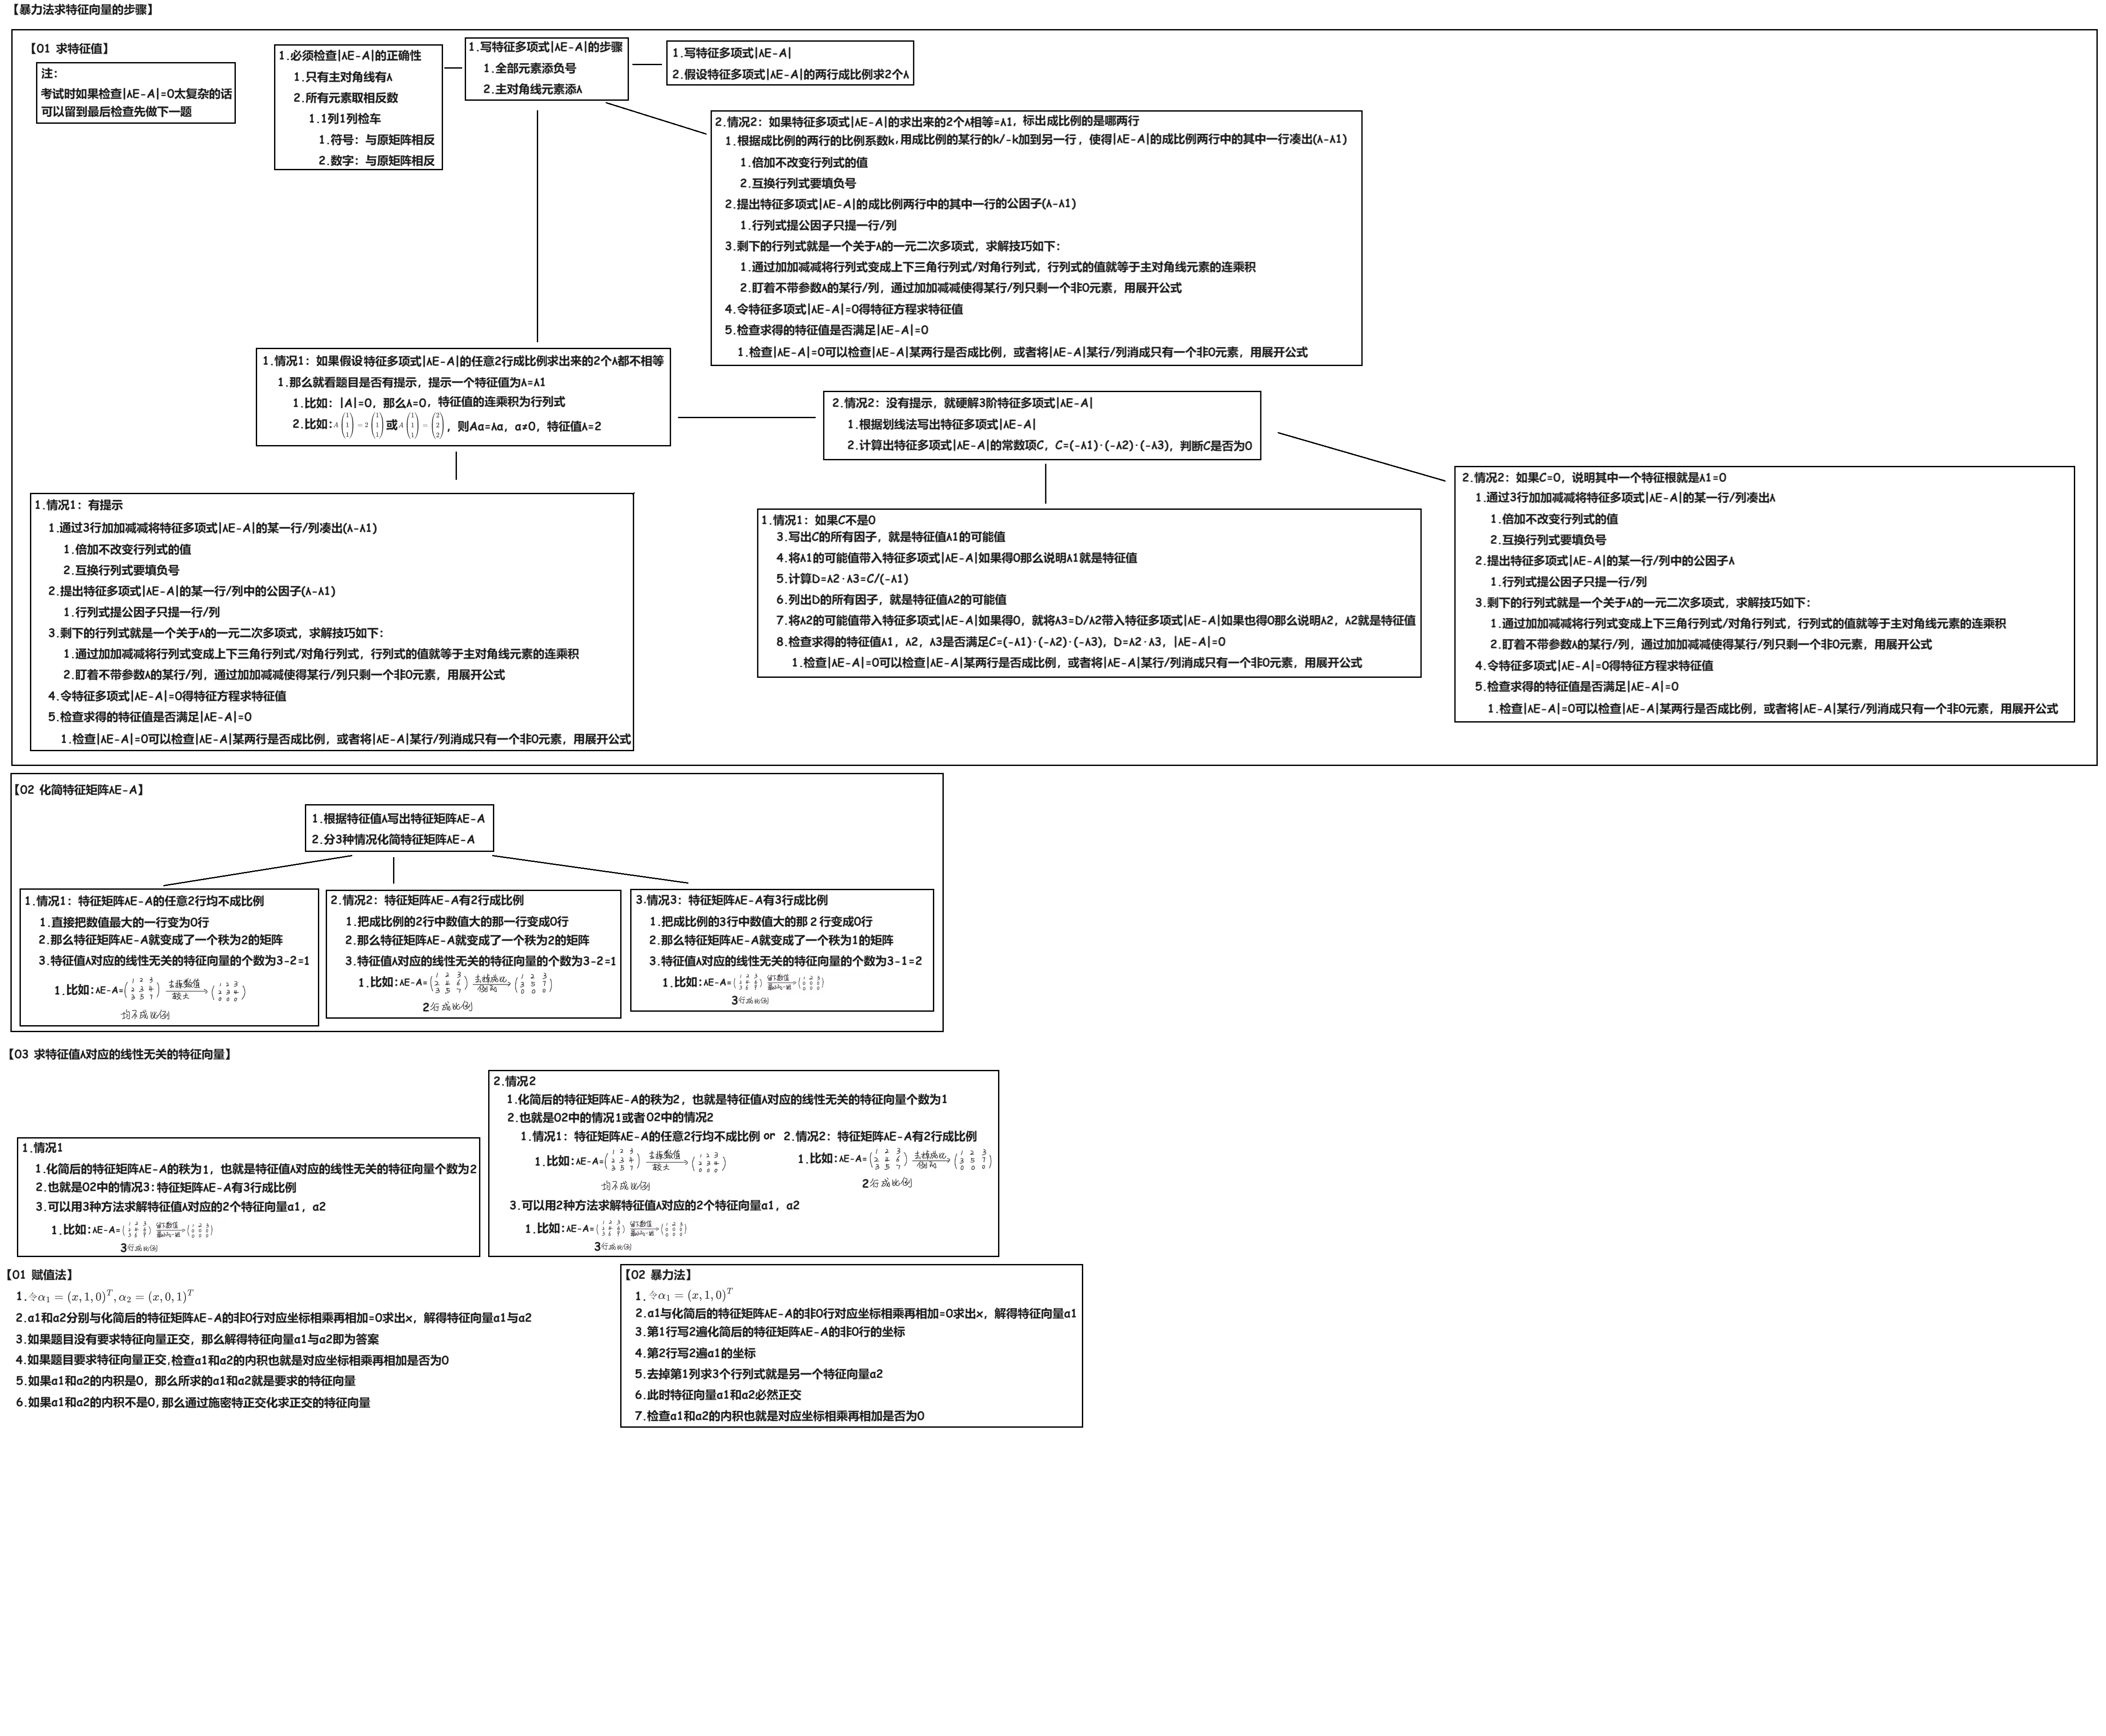 【暴力法求特征向量的步骤】
【01 求特征值】
注：
考试时如果检查|λE-A|=0太复杂的话
可以留到最后检查先做下一题
1.必须检查|λE-A|的正确性
1.只有主对角线有λ
2.所有元素取相反数
1.1列1列检车
1.符号：与原矩阵相反
2.数字：与原矩阵相反
1.写特征多项式|λE-A|的步骤
1.全部元素添负号
2.主对角线元素添λ
1.写特征多项式|λE-A|
2.假设特征多项式|λE-A|的两行成比例求2个λ
2.情况2：如果特征多项式|λE-A|的求出来的2个λ相等=λ1，标出成比例的是哪两行
1.根据成比例的两行的比例系数k，用成比例的某行的k/-k加到另一行，使得|λE-A|的成比例两行中的其中一行凑出(λ-λ1)
1.倍加不改变行列式的值
2.互换行列式要填负号
2.提出特征多项式|λE-A|的成比例两行中的其中一行的公因子(λ-λ1)
1.行列式提公因子只提一行/列
3.剩下的行列式就是一个关于λ的一元二次多项式，求解技巧如下：
1.通过加加减减将行列式变成上下三角行列式/对角行列式，行列式的值就等于主对角线元素的连乘积
2.盯着不带参数λ的某行/列，通过加加减减使得某行/列只剩一个非0元素，用展开公式
4.令特征多项式|λE-A|=0得特征方程求特征值
5.检查求得的特征值是否满足|λE-A|=0
1.检查|λE-A|=0可以检查|λE-A|某两行是否成比例，或者将|λE-A|某行/列消成只有一个非0元素，用展开公式
1.情况1：如果假设特征多项式|λE-A|的任意2行成比例求出来的2个λ都不相等
1.那么就看题目是否有提示，提示一个特征值为λ=λ1
1.比如：|A|=0，那么λ=0，特征值的连乘积为行列式
2.比如：A(1 1 1)=2(1 1 1)或A(1 1 1)=(2 2 2)，则Aα=λα，α≠0，特征值λ=2
2.情况2：没有提示，就硬解3阶特征多项式|λE-A|
1.根据划线法写出特征多项式|λE-A|
2.计算出特征多项式|λE-A|的常数项C，C=(-λ1)·(-λ2)·(-λ3)，判断C是否为0
1.情况1：有提示
1.通过3行加加减减将特征多项式|λE-A|的某一行/列凑出(λ-λ1)
1.倍加不改变行列式的值
2.互换行列式要填负号
2.提出特征多项式|λE-A|的某一行/列中的公因子(λ-λ1)
1.行列式提公因子只提一行/列
3.剩下的行列式就是一个关于λ的一元二次多项式，求解技巧如下：
1.通过加加减减将行列式变成上下三角行列式/对角行列式，行列式的值就等于主对角线元素的连乘积
2.盯着不带参数λ的某行/列，通过加加减减使得某行/列只剩一个非0元素，用展开公式
4.令特征多项式|λE-A|=0得特征方程求特征值
5.检查求得的特征值是否满足|λE-A|=0
1.检查|λE-A|=0可以检查|λE-A|某两行是否成比例，或者将|λE-A|某行/列消成只有一个非0元素，用展开公式
1.情况1：如果C不是0
3.写出C的所有因子，就是特征值λ1的可能值
4.将λ1的可能值带入特征多项式|λE-A|如果得0那么说明λ1就是特征值
5.计算D=λ2·λ3=C/(-λ1)
6.列出D的所有因子，就是特征值λ2的可能值
7.将λ2的可能值带入特征多项式|λE-A|如果得0，就将λ3=D/λ2带入特征多项式|λE-A|如果也得0那么说明λ2，λ2就是特征值
8.检查求得的特征值λ1，λ2，λ3是否满足C=(-λ1)·(-λ2)·(-λ3)，D=λ2·λ3，|λE-A|=0
1.检查|λE-A|=0可以检查|λE-A|某两行是否成比例，或者将|λE-A|某行/列消成只有一个非0元素，用展开公式
2.情况2：如果C=0，说明其中一个特征根就是λ1=0
1.通过3行加加减减将特征多项式|λE-A|的某一行/列凑出λ
1.倍加不改变行列式的值
2.互换行列式要填负号
2.提出特征多项式|λE-A|的某一行/列中的公因子λ
1.行列式提公因子只提一行/列
3.剩下的行列式就是一个关于λ的一元二次多项式，求解技巧如下：
1.通过加加减减将行列式变成上下三角行列式/对角行列式，行列式的值就等于主对角线元素的连乘积
2.盯着不带参数λ的某行/列，通过加加减减使得某行/列只剩一个非0元素，用展开公式
4.令特征多项式|λE-A|=0得特征方程求特征值
5.检查求得的特征值是否满足|λE-A|=0
1.检查|λE-A|=0可以检查|λE-A|某两行是否成比例，或者将|λE-A|某行/列消成只有一个非0元素，用展开公式
【02 化简特征矩阵λE-A】
1.根据特征值λ写出特征矩阵λE-A
2.分3种情况化简特征矩阵λE-A
1.情况1：特征矩阵λE-A的任意2行均不成比例
1.直接把数值最大的一行变为0行
2.那么特征矩阵λE-A就变成了一个秩为2的矩阵
3.特征值λ对应的线性无关的特征向量的个数为3-2=1
1.比如：λE-A=(1 2 3 2 3 4 3 5 7) 去掉数值较大→(1 2 3 2 3 4 0 0 0)
均不成比例
2.情况2：特征矩阵λE-A有2行成比例
1.把成比例的2行中数值大的那一行变成0行
2.那么特征矩阵λE-A就变成了一个秩为2的矩阵
3.特征值λ对应的线性无关的特征向量的个数为3-2=1
1.比如：λE-A=(1 2 3 2 4 6 3 5 7) 去掉成比例的→(1 2 3 3 5 7 0 0 0)
2行成比例
3.情况3：特征矩阵λE-A有3行成比例
1.把成比例的3行中数值大的那2行变成0行
2.那么特征矩阵λE-A就变成了一个秩为1的矩阵
3.特征值λ对应的线性无关的特征向量的个数为3-1=2
1.比如：λE-A=(1 2 3 2 4 6 3 6 9) 留下数值→(1 2 3 0 0 0 0 0 0)
3行成比例
【03 求特征值λ对应的线性无关的特征向量】
1.情况1
1.化简后的特征矩阵λE-A的秩为1，也就是特征值λ对应的线性无关的特征向量个数为2
2.也就是02中的情况3：特征矩阵λE-A有3行成比例
3.可以用3种方法求解特征值λ对应的2个特征向量α1，α2
1.比如：λE-A=(1 2 3 2 4 6 3 6 9) 留下数值→(1 2 3 0 0 0 0 0 0)
3行成比例
2.情况2
1.化简后的特征矩阵λE-A的秩为2，也就是特征值λ对应的线性无关的特征向量个数为1
2.也就是02中的情况1或者02中的情况2
1.情况1：特征矩阵λE-A的任意2行均不成比例 or 2.情况2：特征矩阵λE-A有2行成比例
1.比如：λE-A=(1 2 3 2 3 4 3 5 7) 去掉数值较大→(1 2 3 2 3 4 0 0 0)
均不成比例
1.比如：λE-A=(1 2 3 2 4 6 3 5 7) 去掉成比例的→(1 2 3 3 5 7 0 0 0)
2行成比例
3.可以用2种方法求解特征值λ对应的2个特征向量α1，α2
1.比如：λE-A=(1 2 3 2 4 6 3 6 9) 留下数值→(1 2 3 0 0 0 0 0 0)
3行成比例
【01 赋值法】
1.令α₁=(x,1,0)ᵀ,α₂=(x,0,1)ᵀ
2.α1和α2分别与化简后的特征矩阵λE-A的非0行对应坐标相乘再相加=0求出x，解得特征向量α1与α2
3.如果题目没有要求特征向量正交，那么解得特征向量α1与α2即为答案
4.如果题目要求特征向量正交，检查α1和α2的内积也就是对应坐标相乘再相加是否为0
5.如果α1和α2的内积是0，那么所求的α1和α2就是要求的特征向量
6.如果α1和α2的内积不是0，那么通过施密特正交化求正交的特征向量
【02 暴力法】
1.令α₁=(x,1,0)ᵀ
2.α1与化简后的特征矩阵λE-A的非0行对应坐标相乘再相加=0求出x，解得特征向量α1
3.第1行写2遍化简后的特征矩阵λE-A的非0行的坐标
4.第2行写2遍α1的坐标
5.去掉第1列求3个行列式就是另一个特征向量α2
6.此时特征向量α1和α2必然正交
7.检查α1和α2的内积也就是对应坐标相乘再相加是否为0